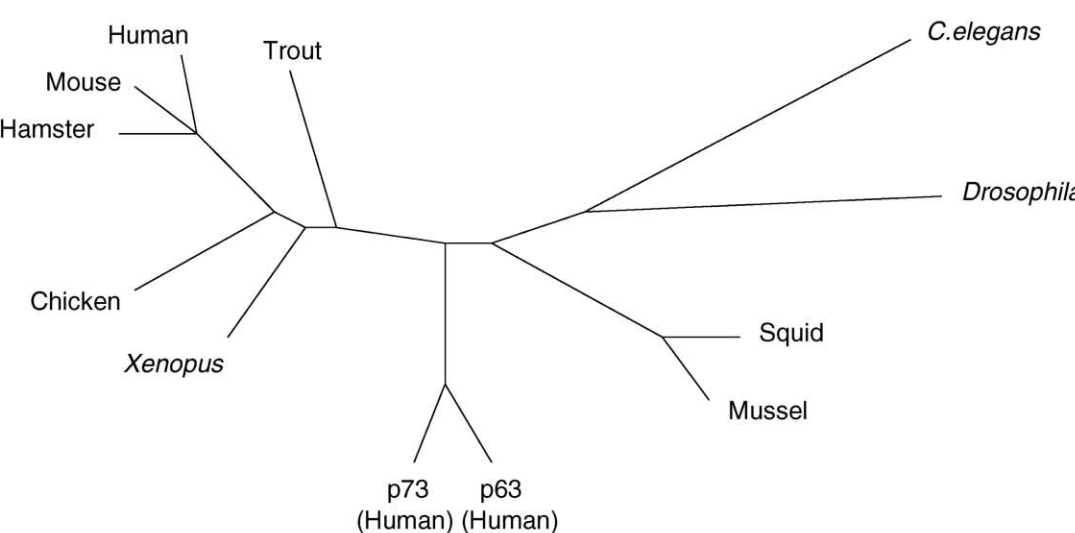 Human
Trout
C.elegans
Mouse
Hamster
Drosophila
Chicken
Xenopus
Squid
Mussel
p73
(Human)
p63
(Human)